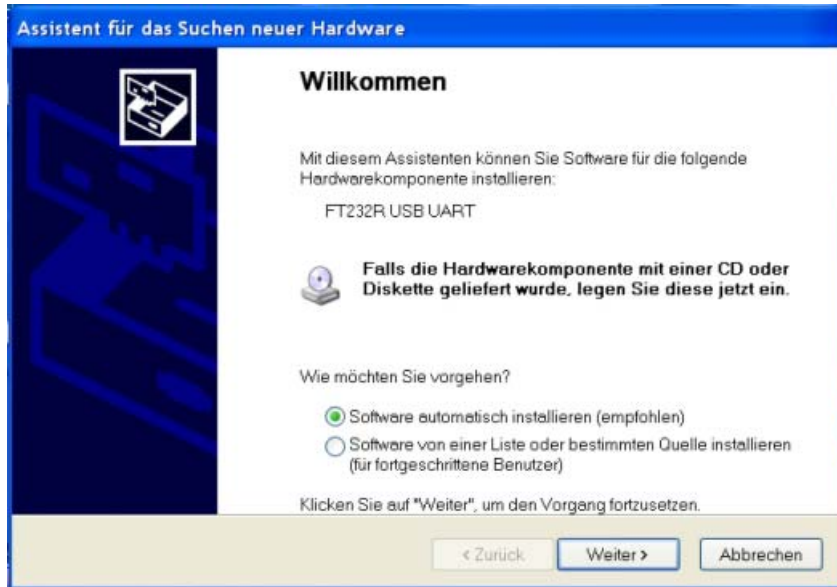 Assistent für das Suchen neuer Hardware
Willkommen
Mit diesem Assistenten können Sie Software für die folgende
Hardwarekomponente installieren:
FT232R USB UART
Falls die Hardwarekomponente mit einer CD oder
Diskette geliefert wurde, legen Sie diese jetzt ein.
Wie möchten Sie vorgehen?
Software automatisch installieren (empfohlen)
Software von einer Liste oder bestimmten Quelle installieren
(für fortgeschrittene Benutzer)
Klicken Sie auf "Weiter", um den Vorgang fortzusetzen.
< Zurück Weiter > Abbrechen